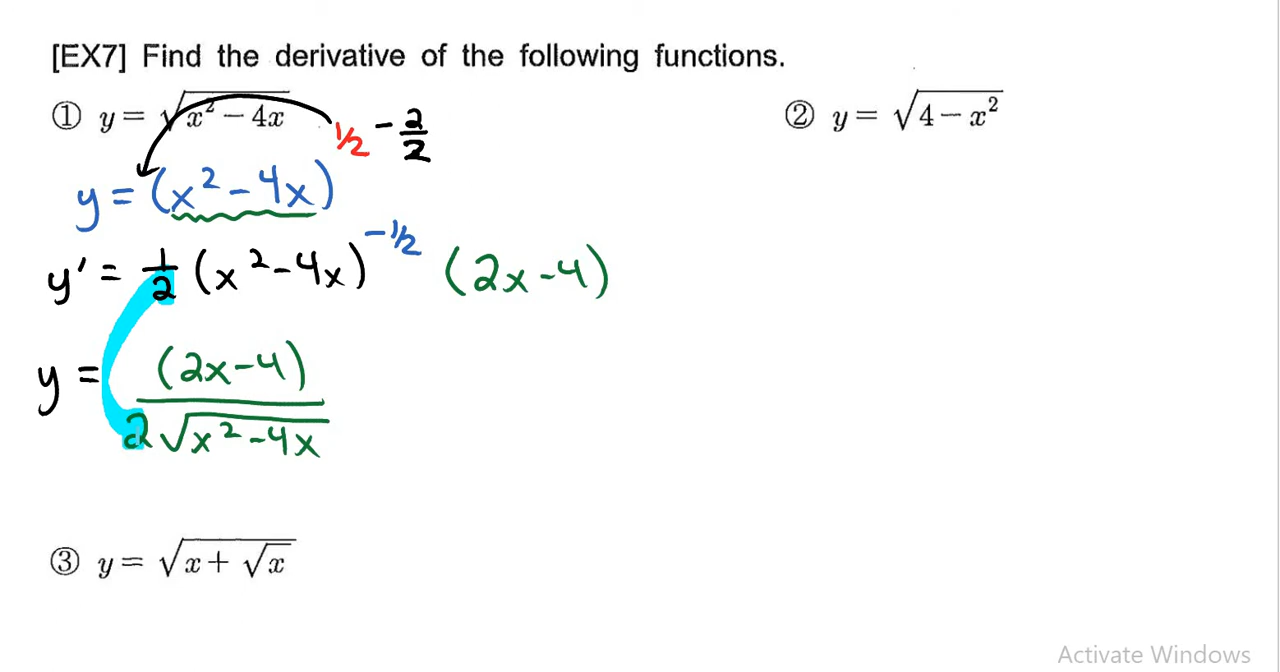 [EX7] Find the derivative of the following functions.
① y = √(x² − 4x)
② y = √(4 − x²)
y = (x² − 4x)^(1/2 − 2/2)
y' = 1/2 (x² − 4x)^(−1/2) (2x − 4)
y = (2x − 4) / (2√(x² − 4x))
③ y = √(x + √x)
Activate Windows